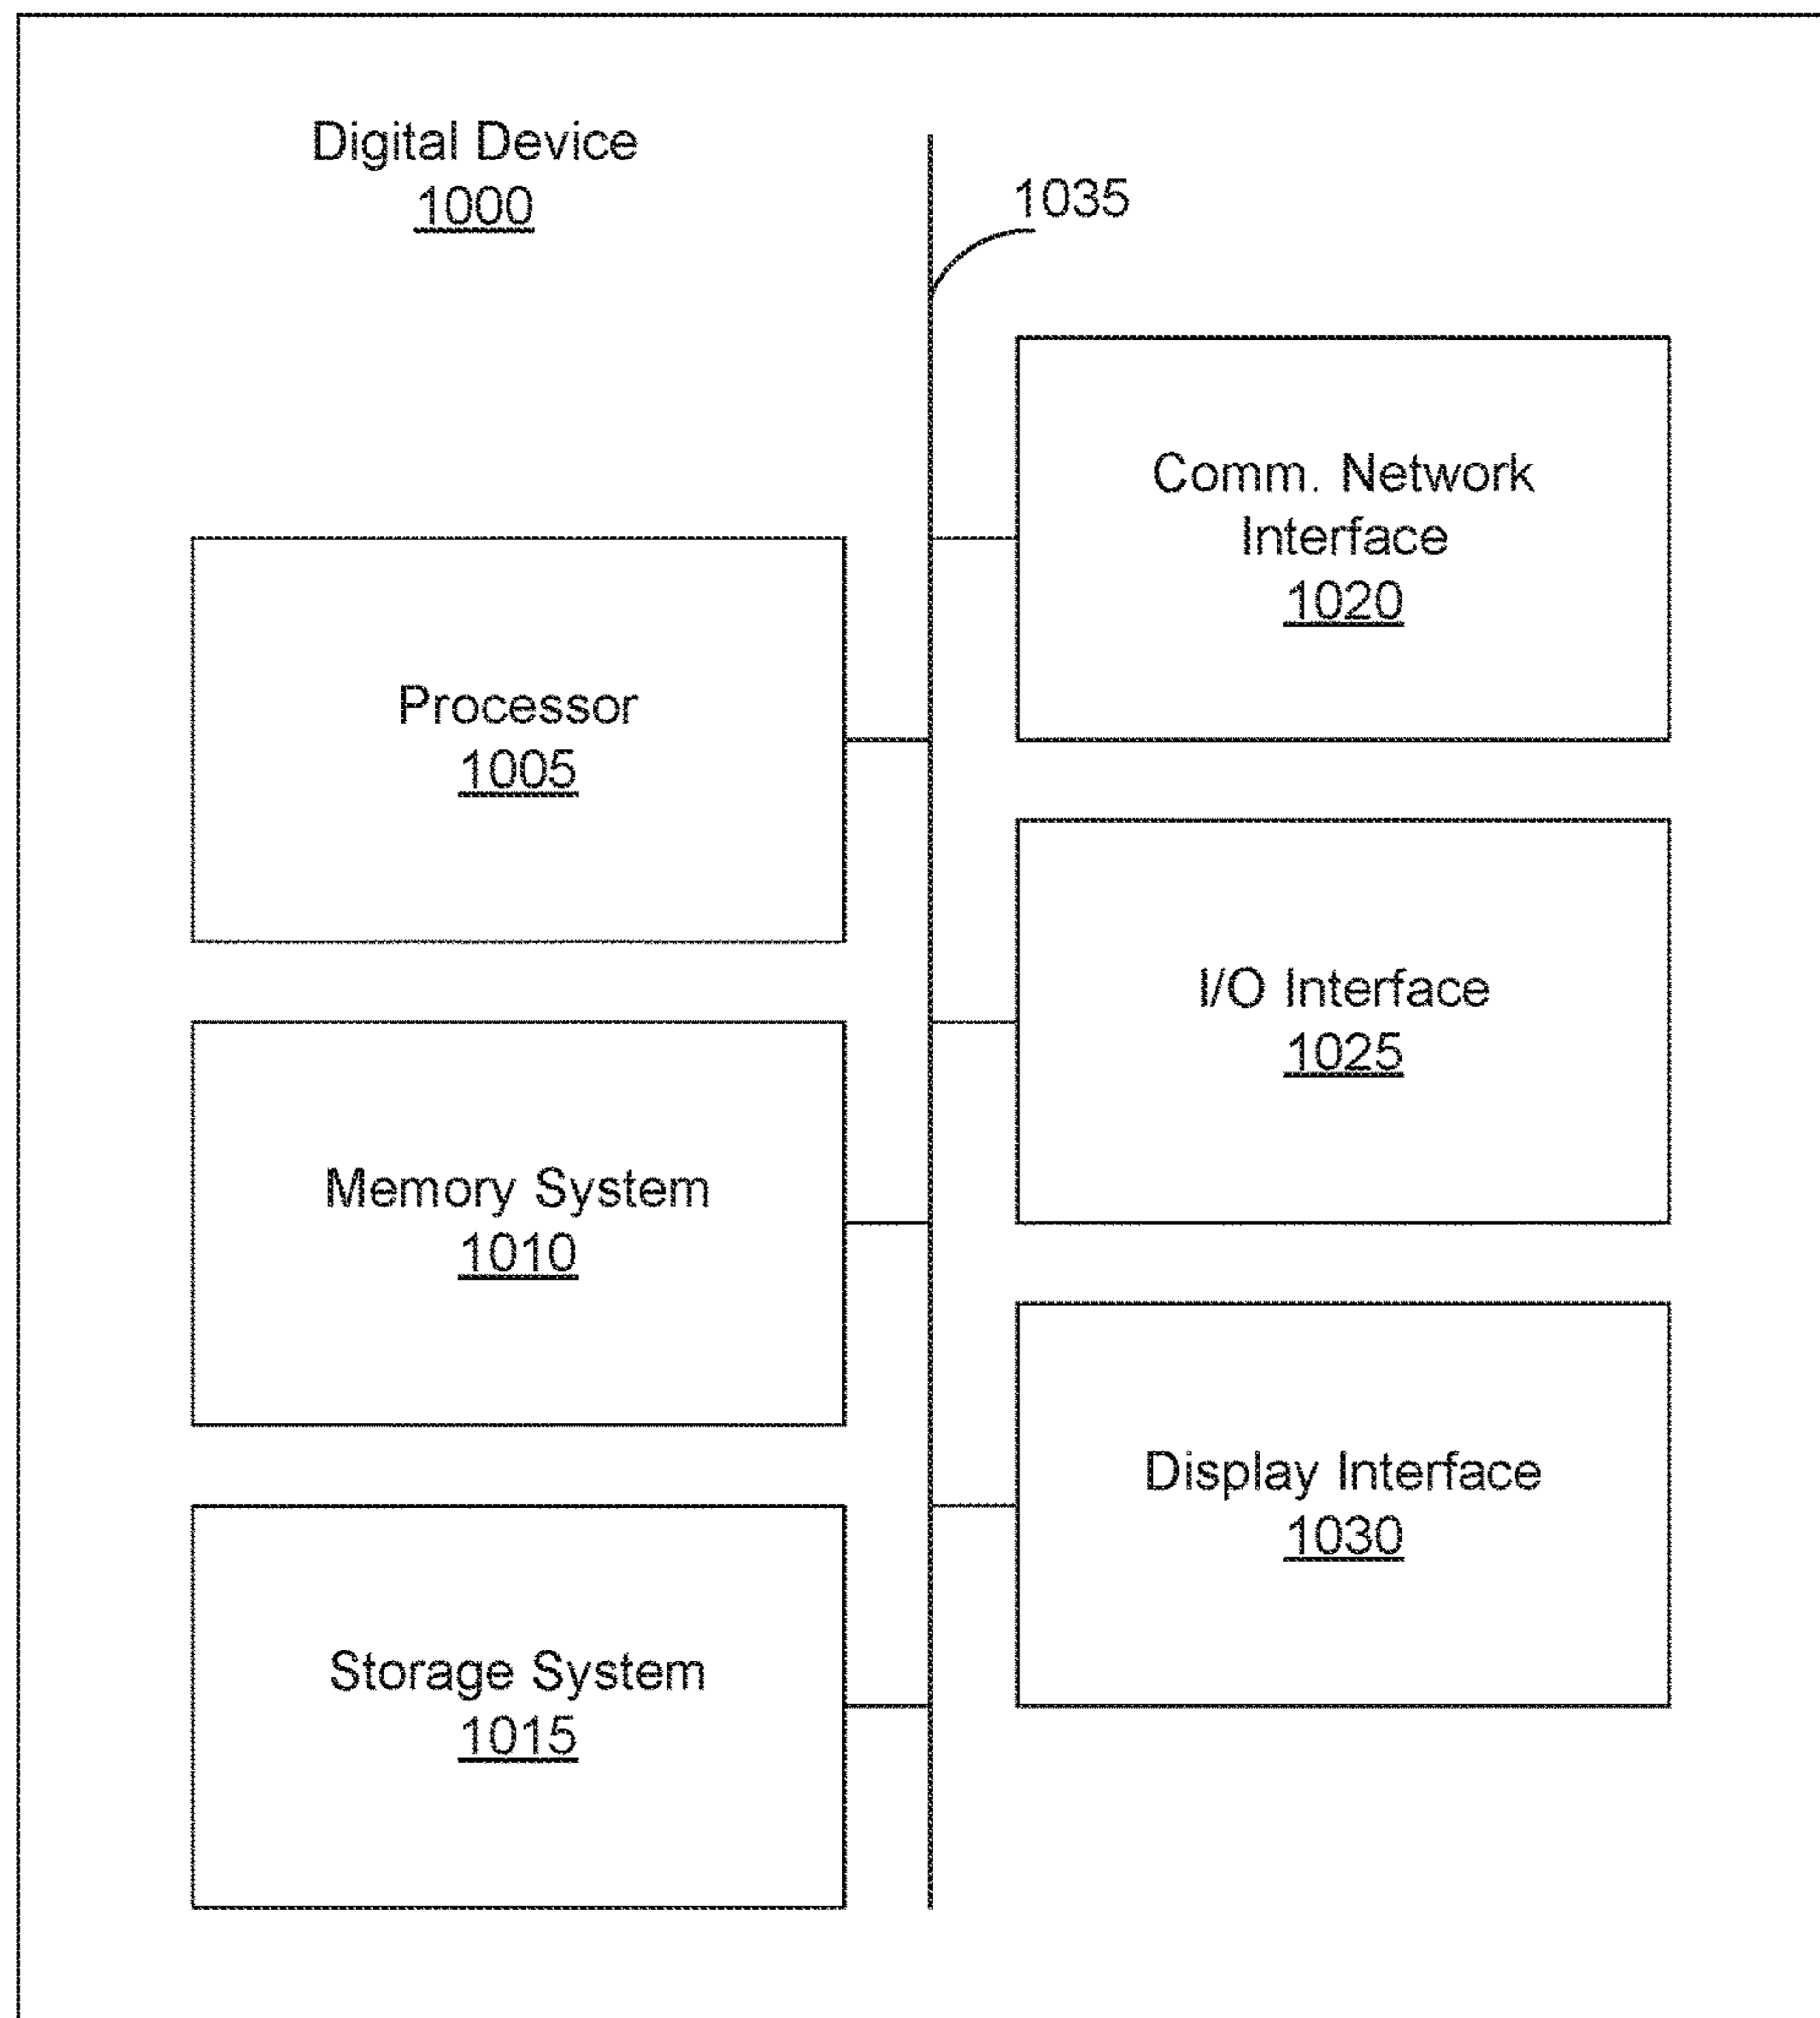 Digital Device
1000
1035
Comm. Network
Interface
1020
Processor
1005
I/O Interface
1025
Memory System
1010
Display Interface
1030
Storage System
1015